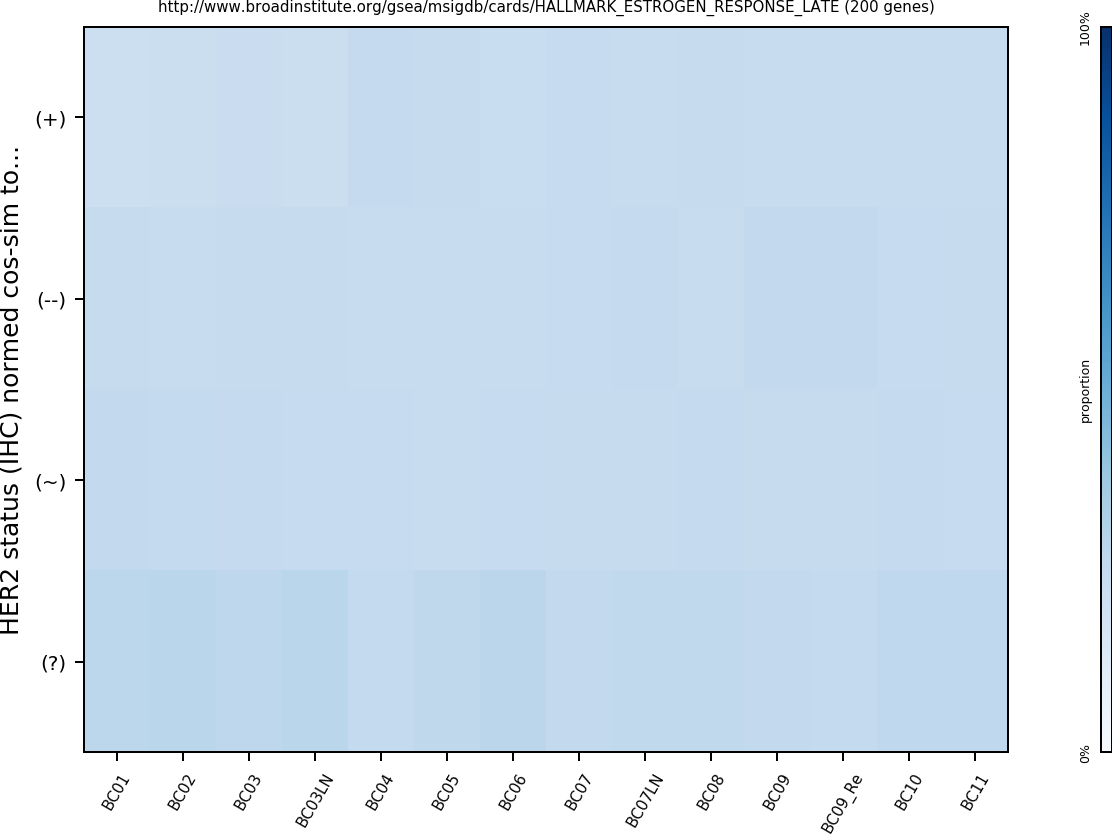 http://www.broadinstitute.org/gsea/msigdb/cards/HALLMARK_ESTROGEN_RESPONSE_LATE (200 genes)
HER2 status (IHC) normed cos-sim to...
(+)
(--)
(~)
(?)
BC01
BC02
BC03
BC03LN
BC04
BC05
BC06
BC07
BC07LN
BC08
BC09
BC09_Re
BC10
BC11
100%
proportion
0%